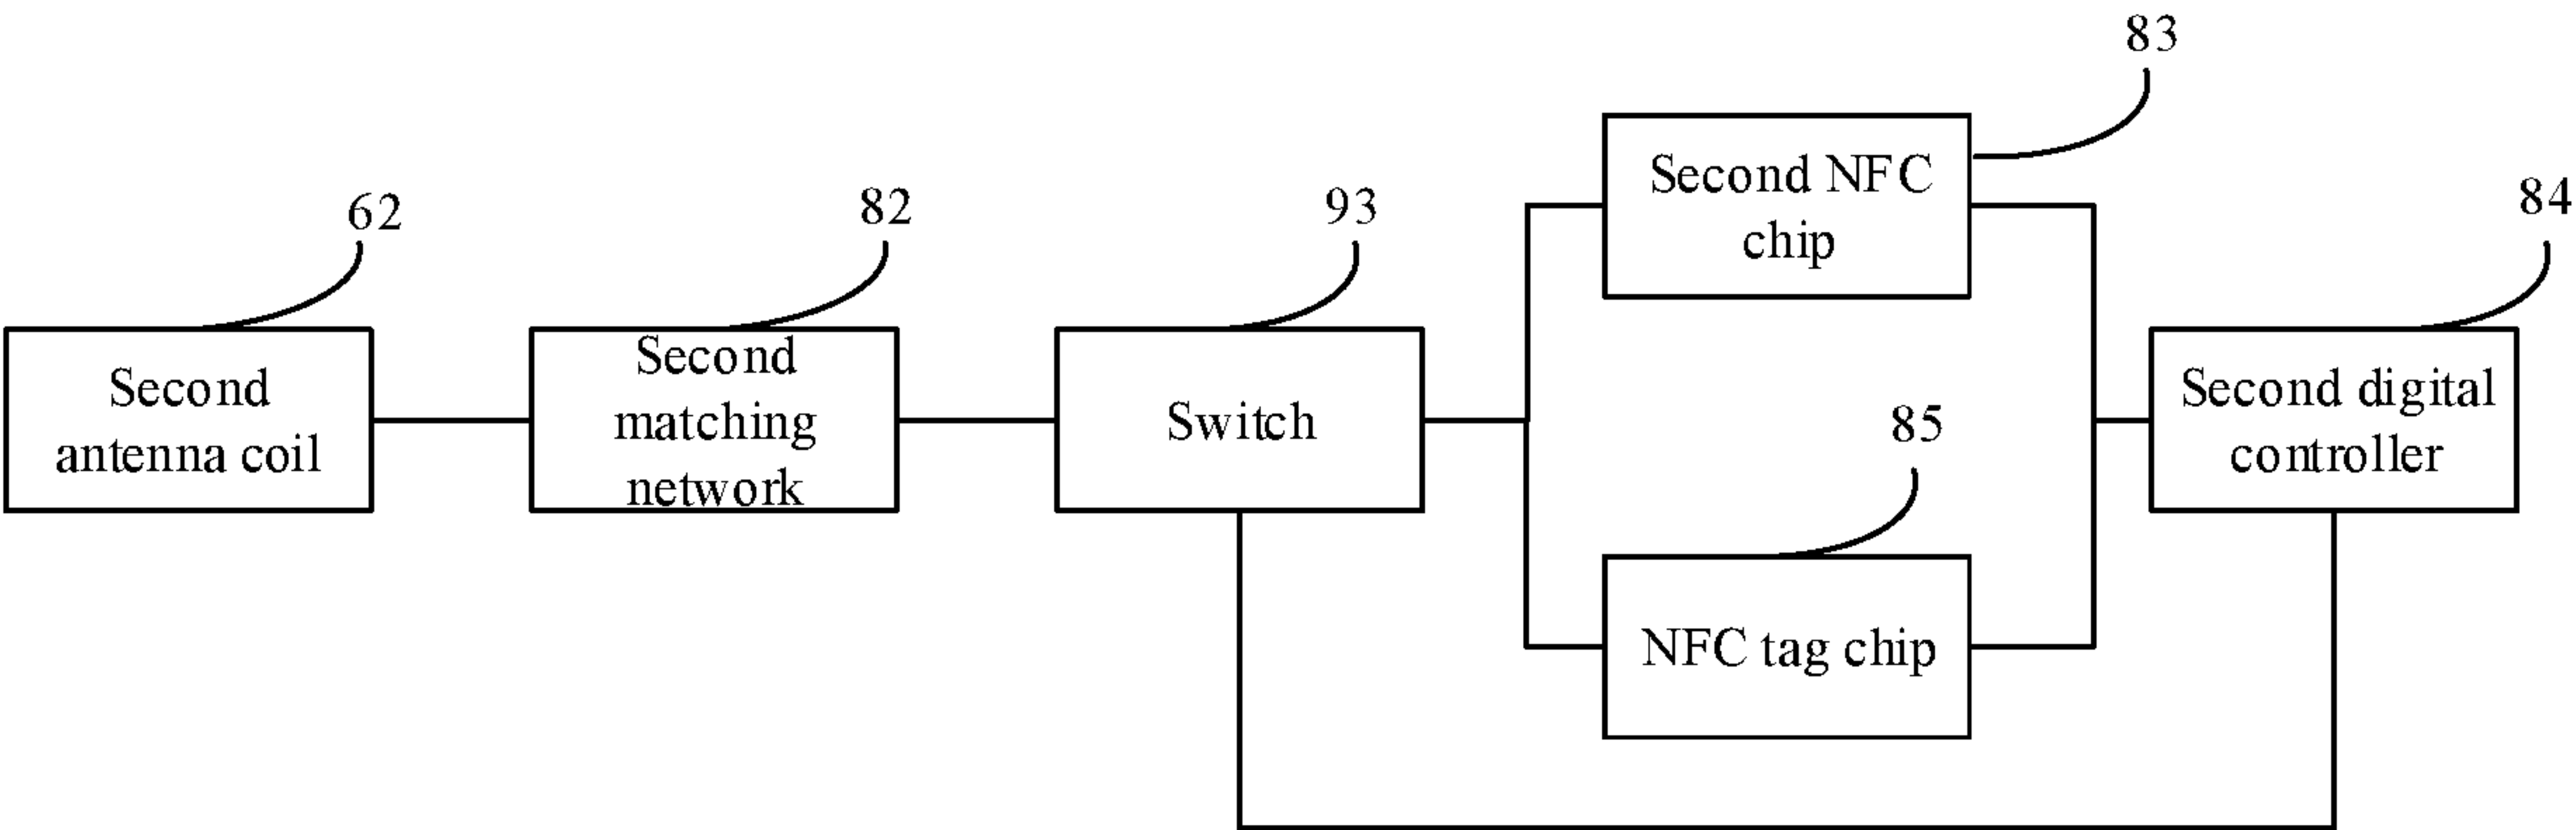 83
Second NFC
chip
84
62
82
93
Second
antenna coil
Second
matching
network
Switch
85
Second digital
controller
NFC tag chip